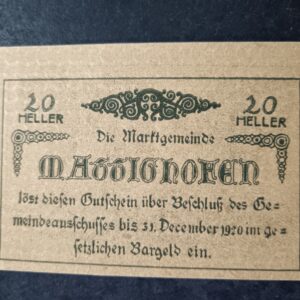 20 20
HELLER HELLER
Die Marktgemeinde
MATTIGHOFEN
löst diesen Gutschein über Beschluß des Ge=
meindeausschusses bis 31. December 1920 im ge=
setzlichen Bargeld ein.